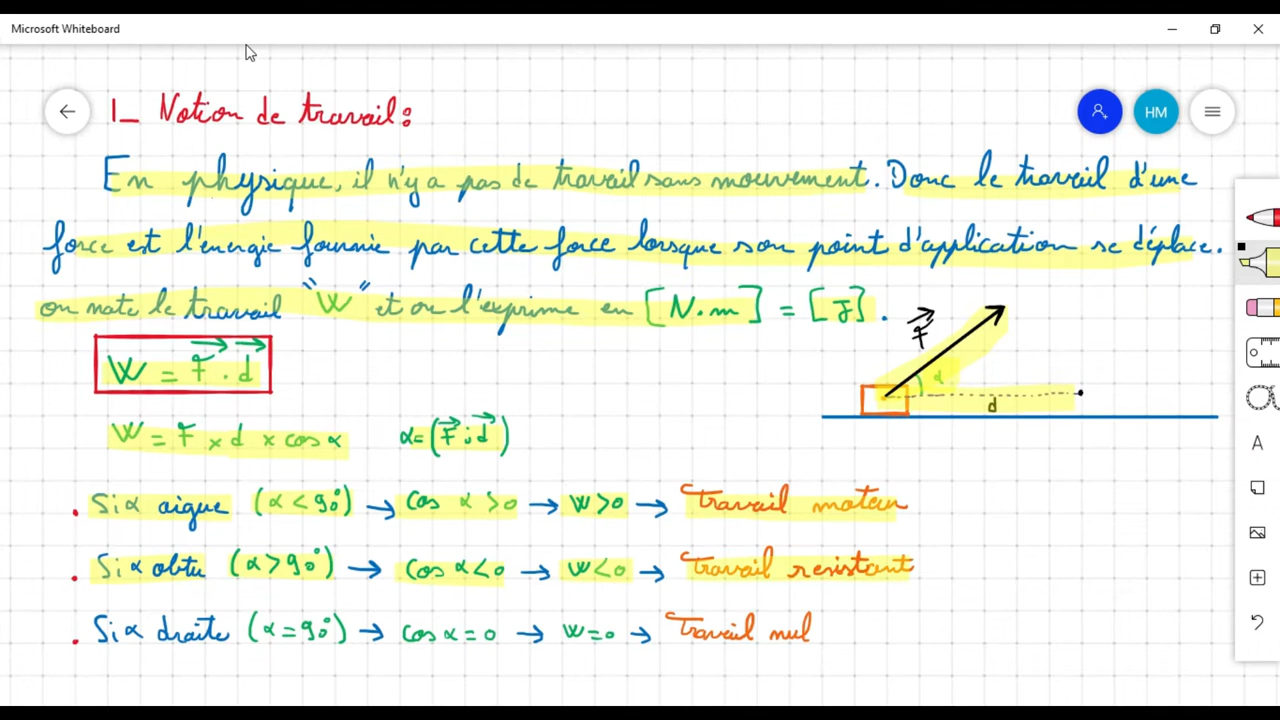 Microsoft Whiteboard
1_ Notion de travail:
HM
En physique, il n'y a pas de travail sans mouvement. Donc le travail d'une
force est l'énergie fournie par cette force lorsque son point d'application se déplace.
on note le travail "W" et on l'exprime en [N.m] = [J].
F
α
d
W = F . d
W = F x d x cos α α = (F ; d)
. Si α aigue (α < 90°) → cos α > 0 → W > 0 → Travail moteur
. Si α obtu (α > 90°) → cos α < 0 → W < 0 → Travail resistant
. Si α droite (α = 90°) → cos α = 0 → W = 0 → Travail nul
A